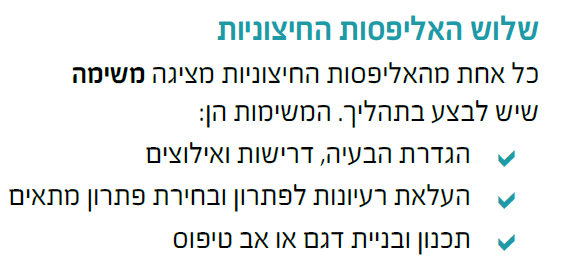 שלוש האליפסות החיצוניות
כל אחת מהאליפסות החיצוניות מציגה משימה
שיש לבצע בתהליך. המשימות הן:
הגדרת הבעיה, דרישות ואילוצים
העלאת רעיונות לפתרון ובחירת פתרון מתאים
תכנון ובניית דגם או אב טיפוס